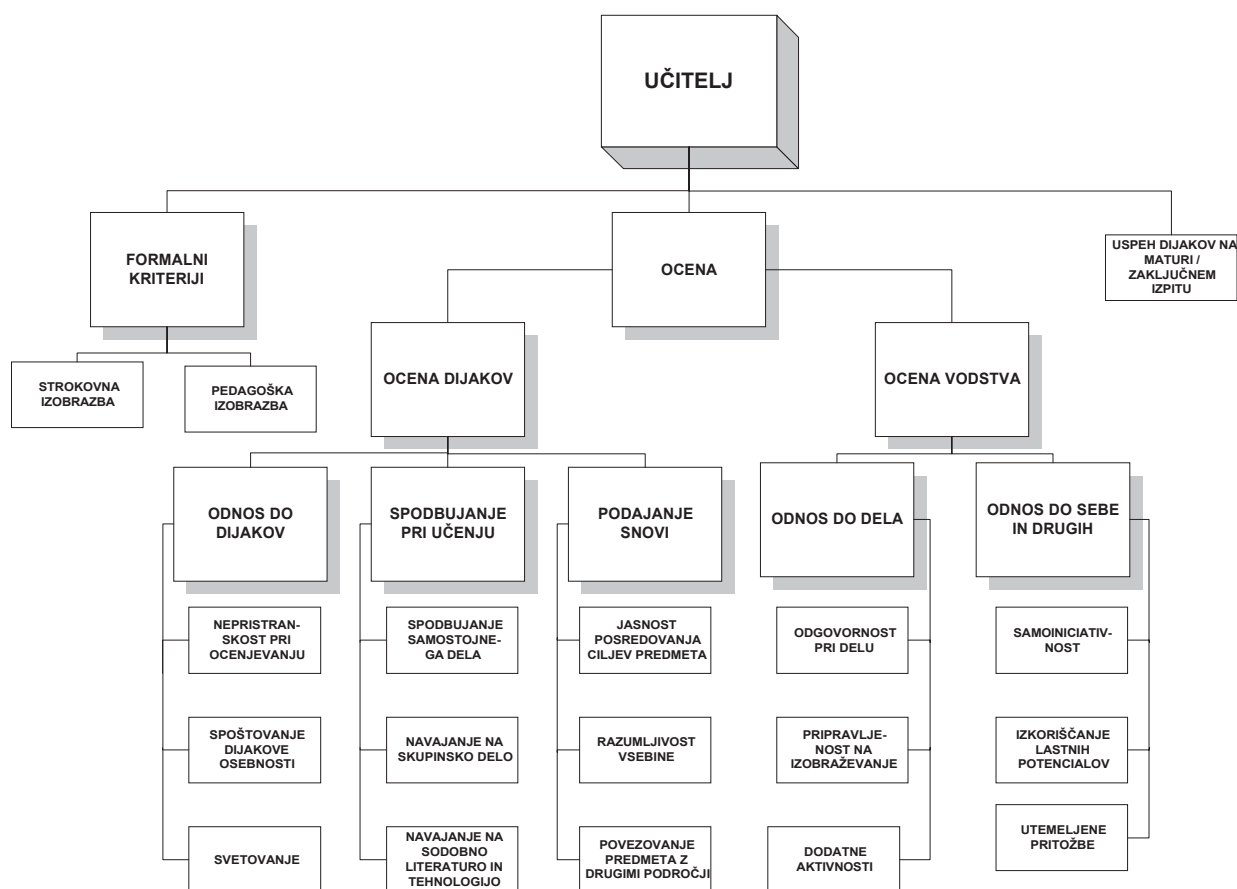 UČITELJ
FORMALNI
KRITERIJI
OCENA
USPEH DIJAKOV NA
MATURI /
ZAKLJUČNEM
IZPITU
STROKOVNA
IZOBRAZBA
PEDAGOŠKA
IZOBRAZBA
OCENA DIJAKOV
OCENA VODSTVA
ODNOS DO
DIJAKOV
SPODBUJANJE
PRI UČENJU
PODAJANJE
SNOVI
ODNOS DO DELA
ODNOS DO SEBE
IN DRUGIH
NEPRISTRAN-
SKOST PRI
OCENJEVANJU
SPODBUJANJE
SAMOSTOJNE-
GA DELA
JASNOST
POSREDOVANJA
CILJEV PREDMETA
ODGOVORNOST
PRI DELU
SAMOINICIATIV-
NOST
SPOŠTOVANJE
DIJAKOVE
OSEBNOSTI
NAVAJANJE NA
SKUPINSKO DELO
RAZUMLJIVOST
VSEBINE
PRIPRAVLJE-
NOST NA
IZOBRAŽEVANJE
IZKORIŠČANJE
LASTNIH
POTENCIALOV
SVETOVANJE
NAVAJANJE NA
SODOBNO
LITERATURO IN
TEHNOLOGIJO
POVEZOVANJE
PREDMETA Z
DRUGIMI PODROČJI
DODATNE
AKTIVNOSTI
UTEMELJENE
PRITOŽBE